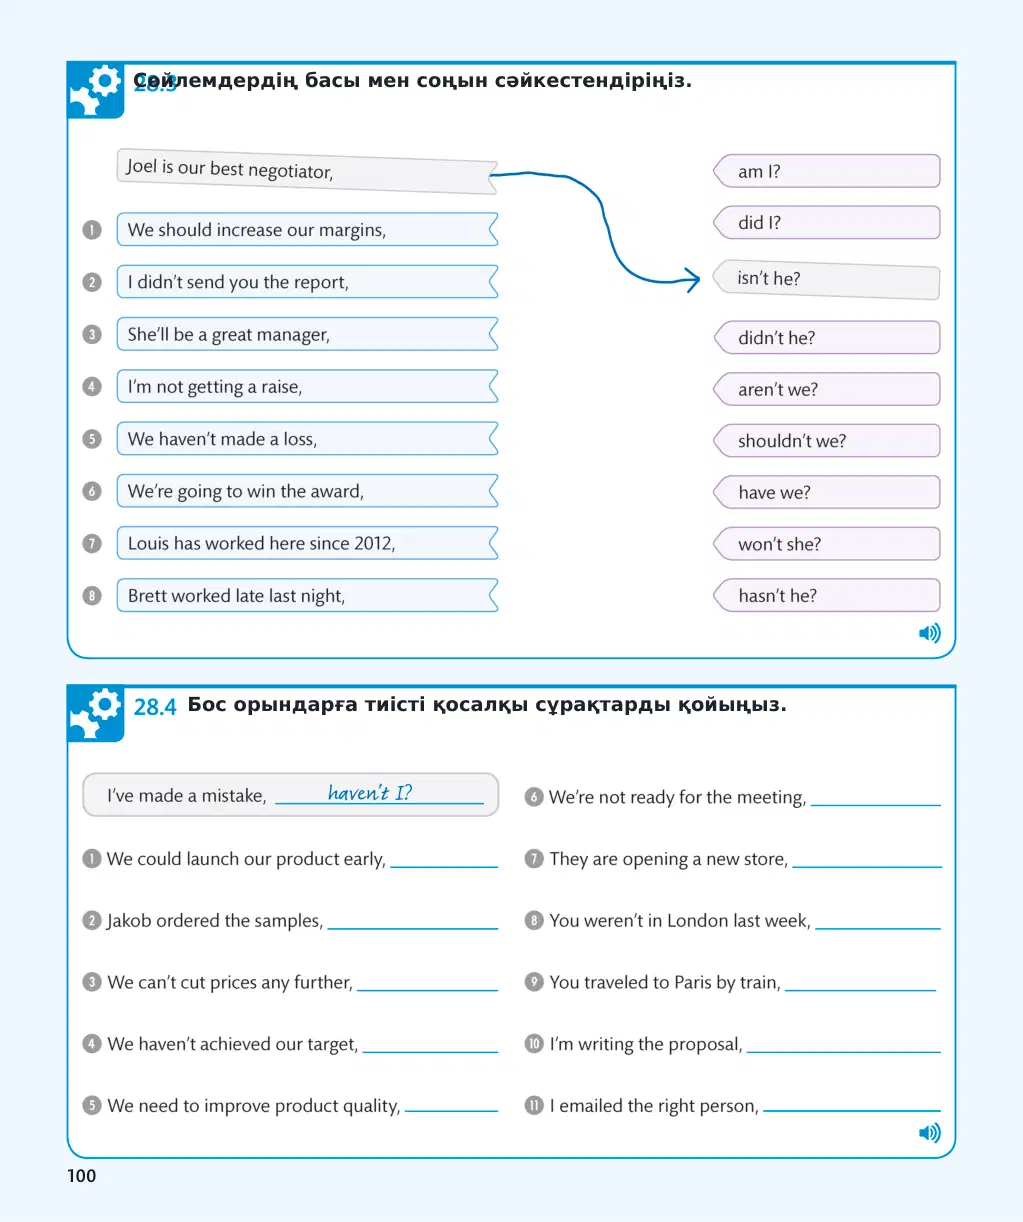 28.3 Сөйлемдердің басы мен соңын сәйкестендіріңіз.
Joel is our best negotiator,
1 We should increase our margins,
2 I didn't send you the report,
3 She'll be a great manager,
4 I'm not getting a raise,
5 We haven't made a loss,
6 We're going to win the award,
7 Louis has worked here since 2012,
8 Brett worked late last night,
am I?
did I?
isn't he?
didn't he?
aren't we?
shouldn't we?
have we?
won't she?
hasn't he?
28.4 Бос орындарға тиісті қосалқы сұрақтарды қойыңыз.
I've made a mistake, haven't I?
1 We could launch our product early,
2 Jakob ordered the samples,
3 We can't cut prices any further,
4 We haven't achieved our target,
5 We need to improve product quality,
6 We're not ready for the meeting,
7 They are opening a new store,
8 You weren't in London last week,
9 You traveled to Paris by train,
10 I'm writing the proposal,
11 I emailed the right person,
100